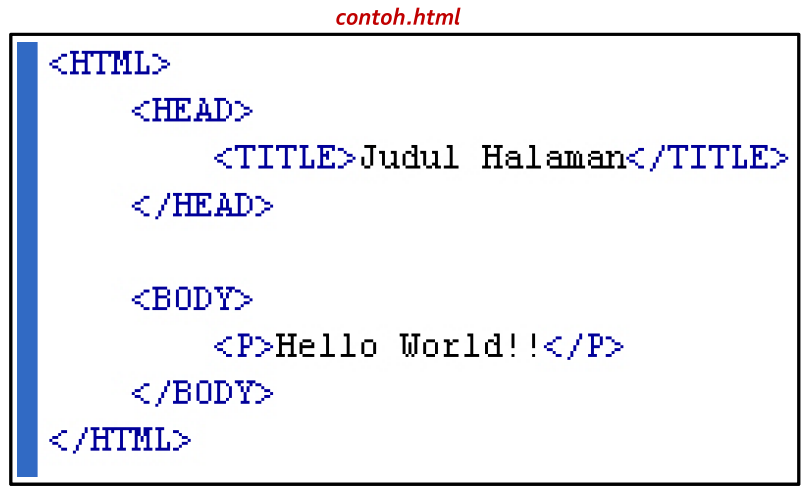 contoh.html
<HTML>
<HEAD>
<TITLE>Judul Halaman</TITLE>
</HEAD>
<BODY>
<P>Hello World!!</P>
</BODY>
</HTML>